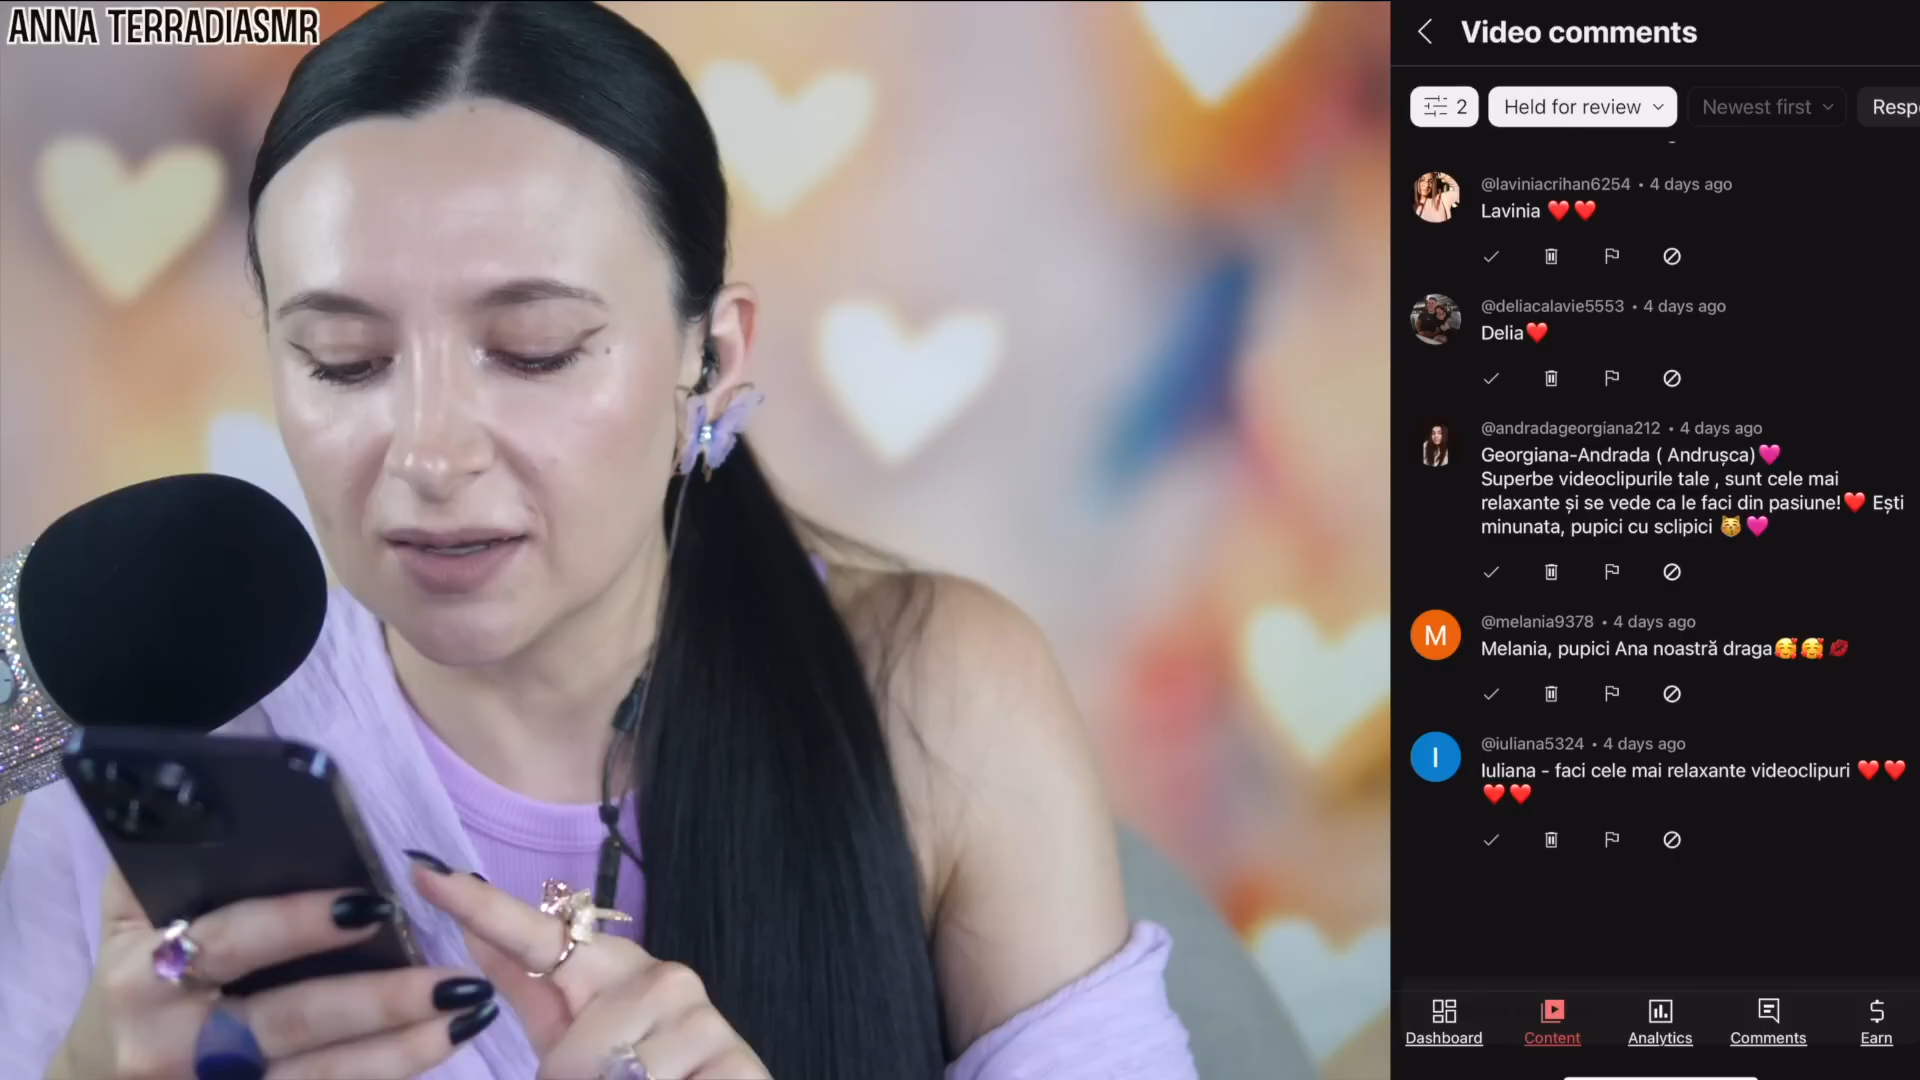 ANNA TERRADIASMR
Video comments
2
Held for review
Newest first
Resp
@laviniacrihan6254 • 4 days ago
Lavinia ❤️❤️
@deliacalavie5553 • 4 days ago
Delia❤️
@andradageorgiana212 • 4 days ago
Georgiana-Andrada ( Andrușca)💗
Superbe videoclipurile tale , sunt cele mai
relaxante și se vede ca le faci din pasiune!❤️ Ești
minunata, pupici cu sclipici 😽💗
M
@melania9378 • 4 days ago
Melania, pupici Ana noastră draga🥰🥰💋
I
@iuliana5324 • 4 days ago
Iuliana - faci cele mai relaxante videoclipuri ❤️❤️
❤️❤️
Dashboard
Content
Analytics
Comments
Earn